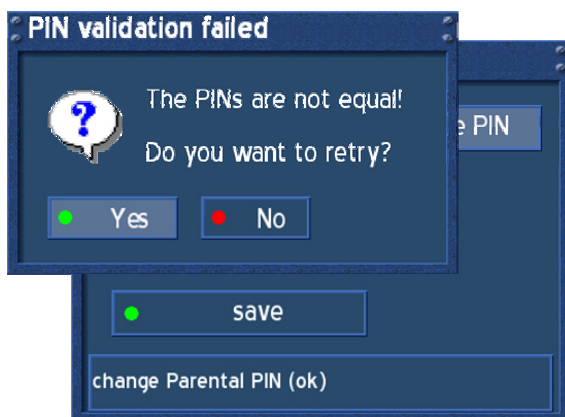 PIN validation failed
The PINs are not equal!
Do you want to retry?
e PIN
Yes
No
save
change Parental PIN (ok)